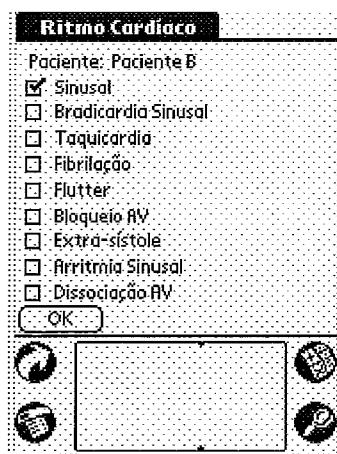 Ritmo Cardíaco
Paciente: Paciente B
Sinusal
Bradicardia Sinusal
Taquicardia
Fibrilação
Flutter
Bloqueio AV
Extra-sístole
Arritmia Sinusal
Dissociação AV
OK